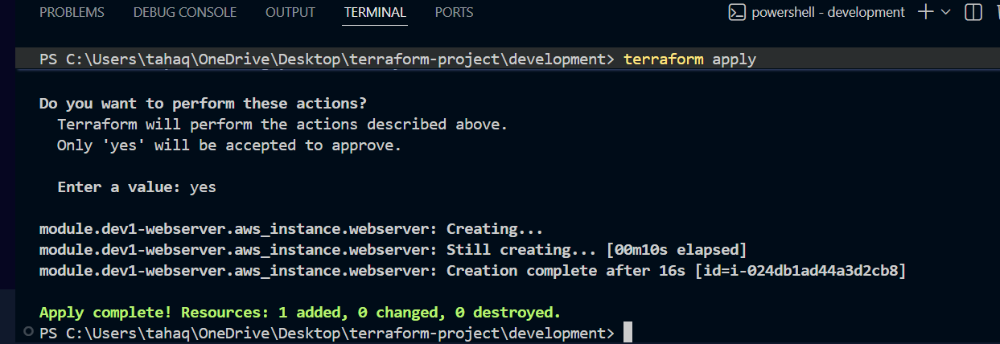 PROBLEMS DEBUG CONSOLE OUTPUT TERMINAL PORTS powershell - development
PS C:\Users\tahaq\OneDrive\Desktop\terraform-project\development> terraform apply
Do you want to perform these actions?
Terraform will perform the actions described above.
Only 'yes' will be accepted to approve.
Enter a value: yes
module.dev1-webserver.aws_instance.webserver: Creating...
module.dev1-webserver.aws_instance.webserver: Still creating... [00m10s elapsed]
module.dev1-webserver.aws_instance.webserver: Creation complete after 16s [id=i-024db1ad44a3d2cb8]
Apply complete! Resources: 1 added, 0 changed, 0 destroyed.
PS C:\Users\tahaq\OneDrive\Desktop\terraform-project\development>